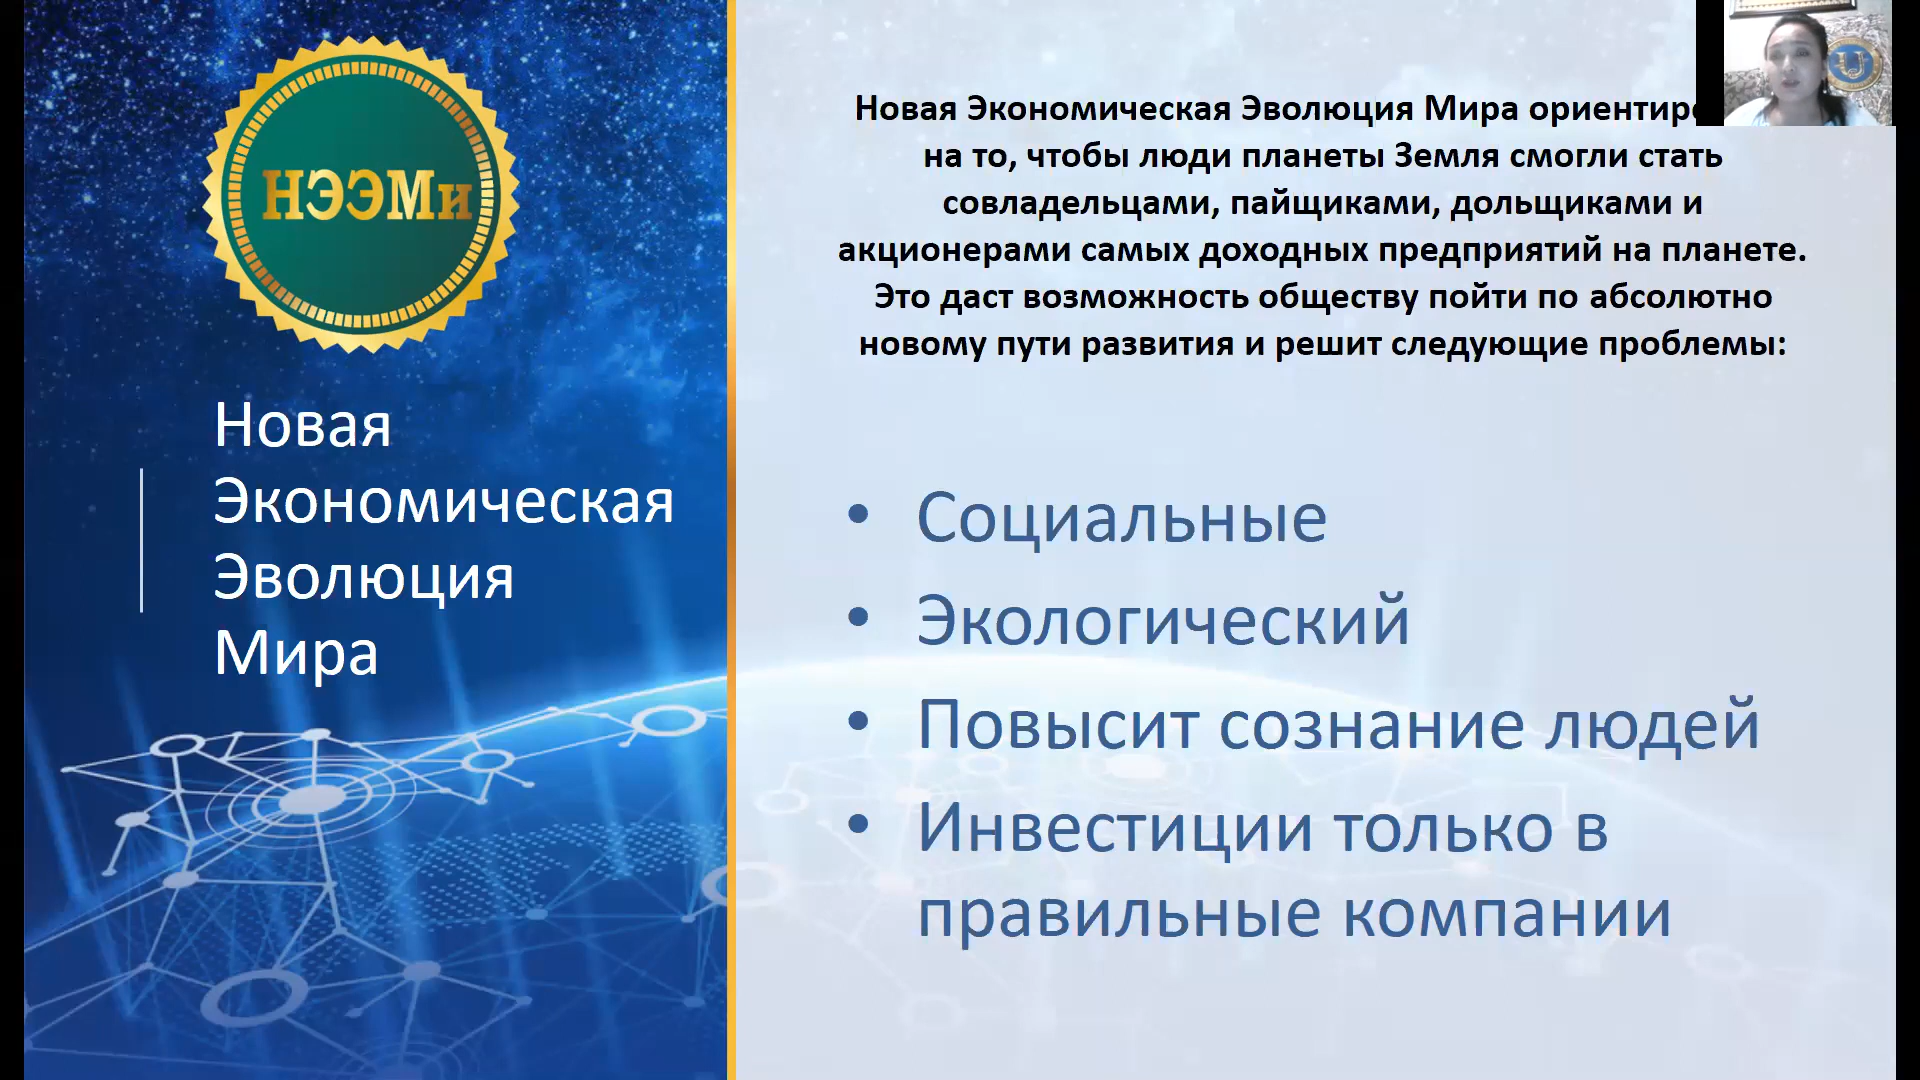 НЭЭМи
Новая
Экономическая
Эволюция
Мира
Новая Экономическая Эволюция Мира
на то, чтобы люди планеты Земля смогли стать
совладельцами, пайщиками, дольщиками и
акционерами самых доходных предприятий на планете.
Это даст возможность обществу пойти по абсолютно
новому пути развития и решит следующие проблемы:
• Социальные
• Экологический
• Повысит сознание людей
• Инвестиции только в
правильные компании
U